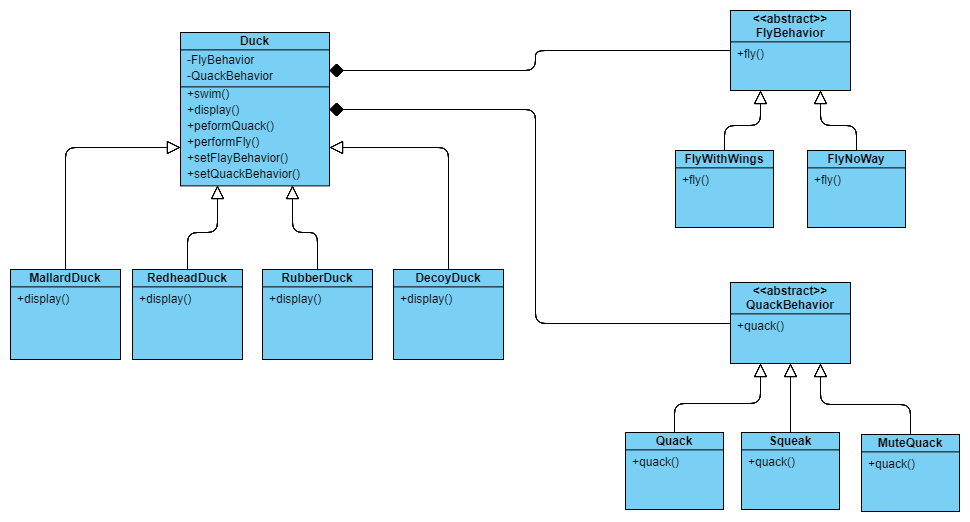 Duck
-FlyBehavior
-QuackBehavior
+swim()
+display()
+peformQuack()
+performFly()
+setFlayBehavior()
+setQuackBehavior()
<<abstract>>
FlyBehavior
+fly()
FlyWithWings
+fly()
FlyNoWay
+fly()
MallardDuck
+display()
RedheadDuck
+display()
RubberDuck
+display()
DecoyDuck
+display()
<<abstract>>
QuackBehavior
+quack()
Quack
+quack()
Squeak
+quack()
MuteQuack
+quack()